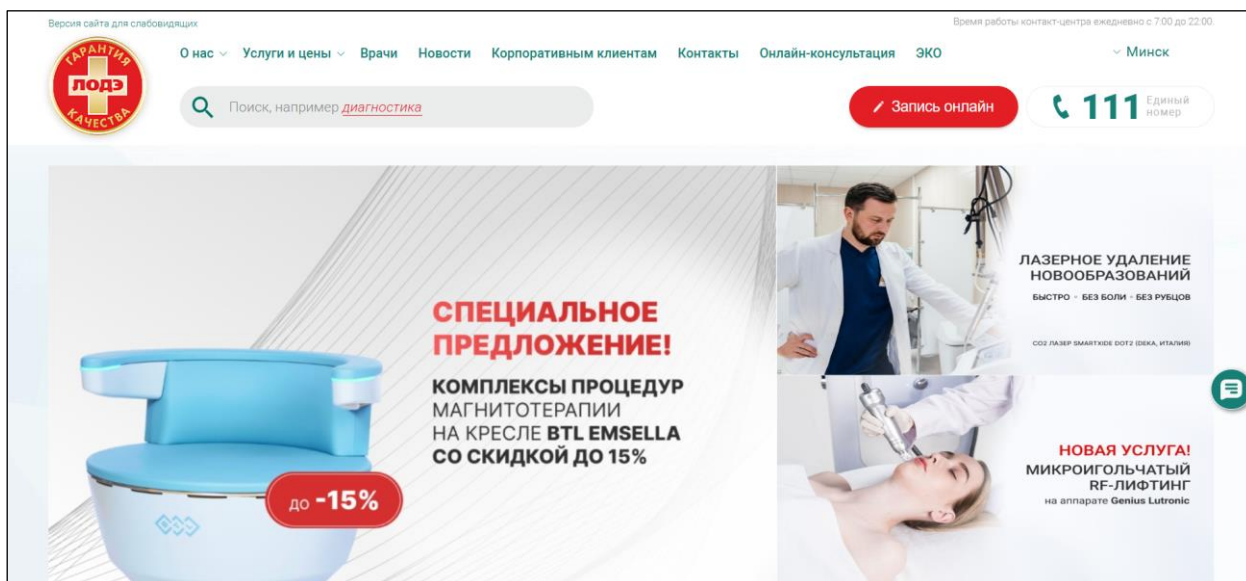 Версия сайта для слабовидящих
Время работы контакт-центра ежедневно с 7:00 до 22:00.
ГАРАНТИЯ
ЛОДЭ
КАЧЕСТВА
О нас Услуги и цены Врачи Новости Корпоративным клиентам Контакты Онлайн-консультация ЭКО Минск
Поиск, например диагностика
Запись онлайн
111 Единый
номер
СПЕЦИАЛЬНОЕ
ПРЕДЛОЖЕНИЕ!
КОМПЛЕКСЫ ПРОЦЕДУР
МАГНИТОТЕРАПИИ
НА КРЕСЛЕ BTL EMSELLA
СО СКИДКОЙ ДО 15%
до -15%
ЛАЗЕРНОЕ УДАЛЕНИЕ
НОВООБРАЗОВАНИЙ
БЫСТРО - БЕЗ БОЛИ - БЕЗ РУБЦОВ
CO2 ЛАЗЕР SMARTXIDE DOT2 (DEKA, ИТАЛИЯ)
НОВАЯ УСЛУГА!
МИКРОИГОЛЬЧАТЫЙ
RF-ЛИФТИНГ
на аппарате Genius Lutronic